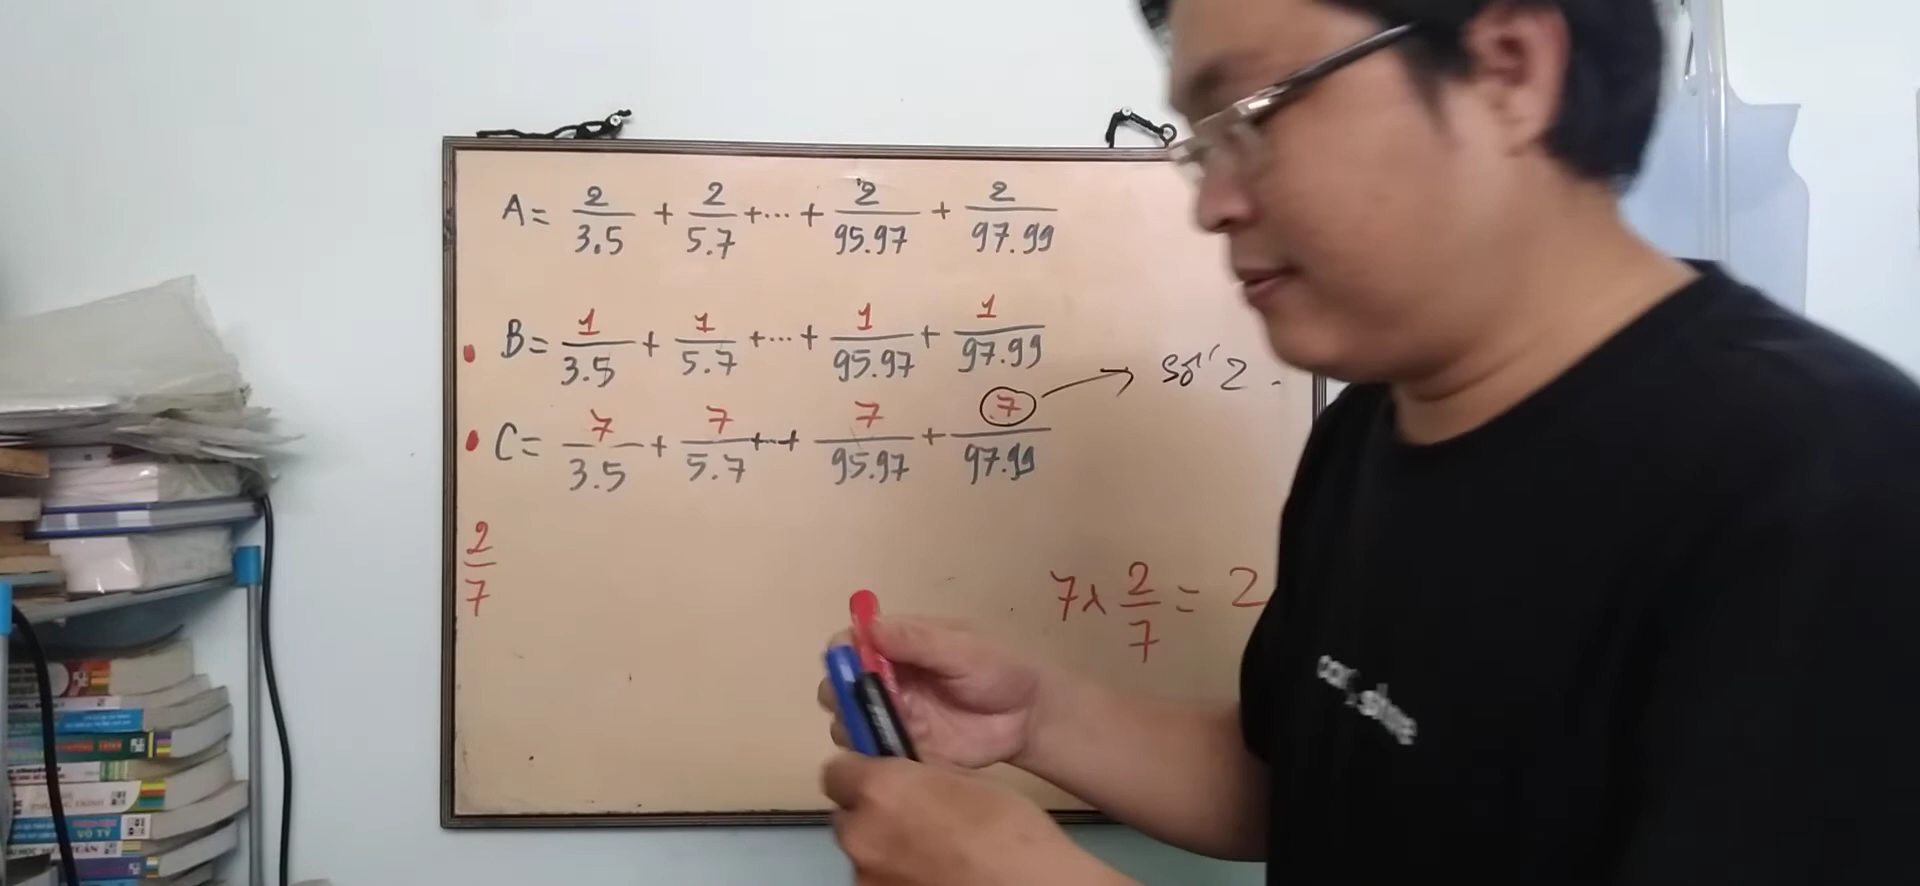 A = 2/3.5 + 2/5.7 + ... + 2/95.97 + 2/97.99
B = 1/3.5 + 1/5.7 + ... + 1/95.97 + 1/97.99
C = 7/3.5 + 7/5.7 + ... + 7/95.97 + 7/97.99 → số 2.
2/7
7 x 2/7 = 2
VÔ TỶ